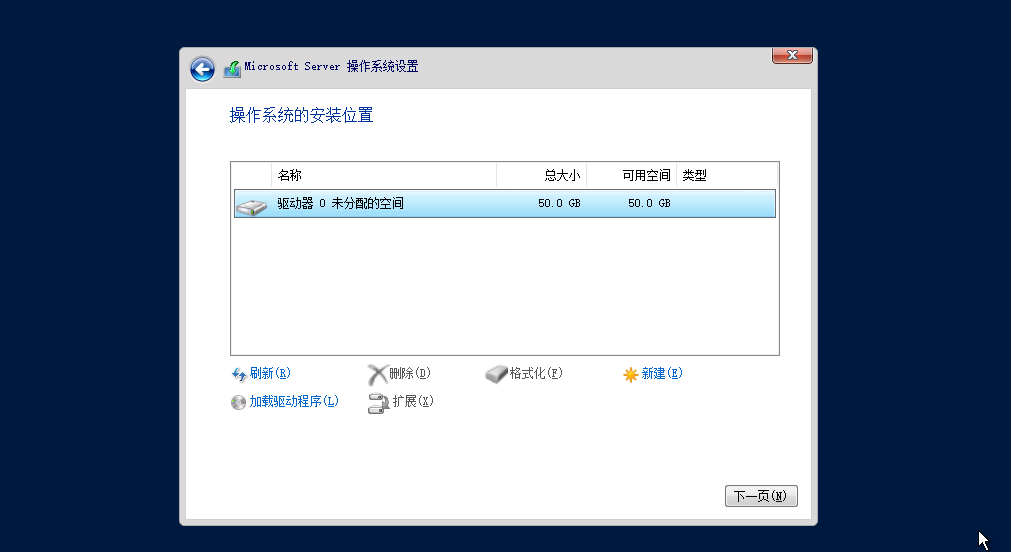 Microsoft Server 操作系统设置
操作系统的安装位置
名称 总大小 可用空间 类型
驱动器 0 未分配的空间 50.0 GB 50.0 GB
刷新(R) 删除(D) 格式化(F) 新建(E)
加载驱动程序(L) 扩展(X)
下一页(N)